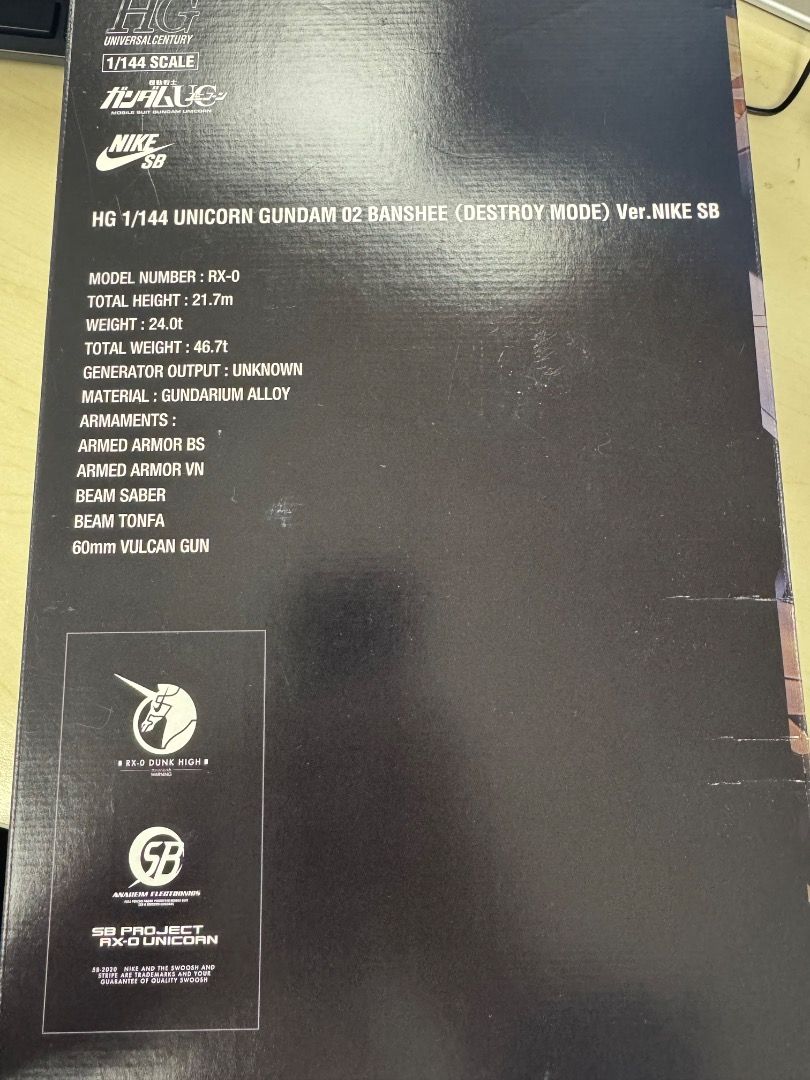 HG
UNIVERSAL CENTURY
1/144 SCALE
機動戦士
ガンダムUC
MOBILE SUIT GUNDAM UNICORN
NIKE
SB
HG 1/144 UNICORN GUNDAM 02 BANSHEE (DESTROY MODE) Ver.NIKE SB
MODEL NUMBER : RX-0
TOTAL HEIGHT : 21.7m
WEIGHT : 24.0t
TOTAL WEIGHT : 46.7t
GENERATOR OUTPUT : UNKNOWN
MATERIAL : GUNDARIUM ALLOY
ARMAMENTS :
ARMED ARMOR BS
ARMED ARMOR VN
BEAM SABER
BEAM TONFA
60mm VULCAN GUN
RX-0 DUNK HIGH
WARNING
SB
ANAHEIM ELECTRONICS
SB PROJECT
RX-0 UNICORN
SB-2020 NIKE AND THE SWOOSH AND
STRIPE ARE TRADEMARKS AND YOUR
GUARANTEE OF QUALITY SWOOSH